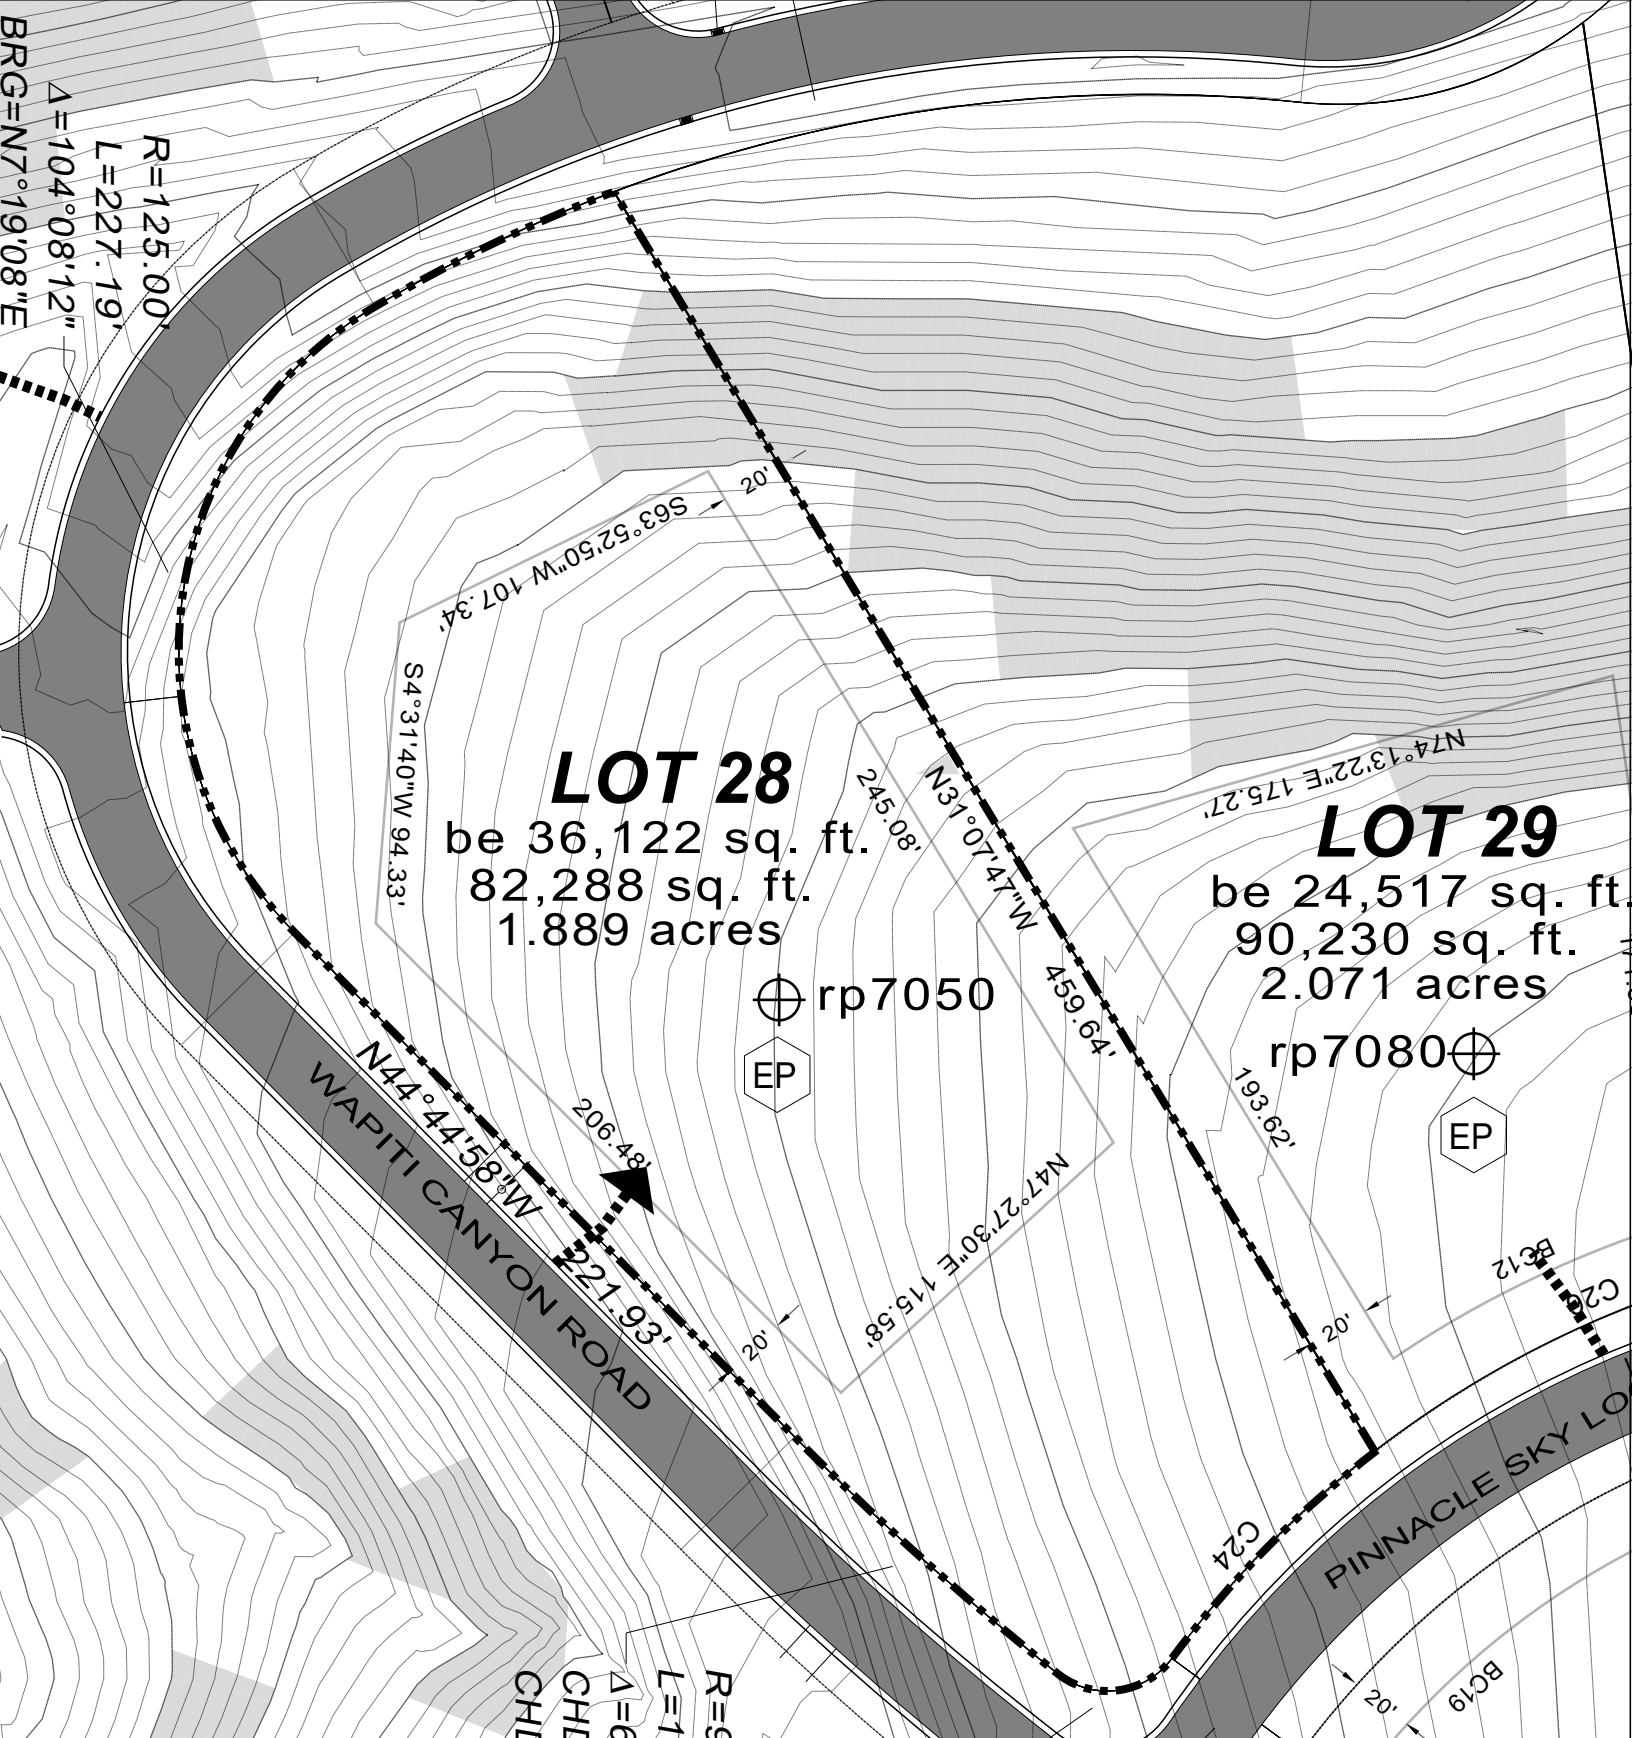 R=125.00'
L=227.19'
Δ=104°08'12"
BRG=N7°19'08"E
20'
S63°52'50"W 107.34'
S4°31'40"W 94.33'
LOT 28
be 36,122 sq. ft.
82,288 sq. ft.
1.889 acres
rp7050
EP
245.08'
N31°07'47"W
459.64'
N74°13'22"E 175.27'
LOT 29
be 24,517 sq. ft.
90,230 sq. ft.
2.071 acres
rp7080
EP
193.62'
N44°44'58"W
221.93'
WAPITI CANYON ROAD
206.48'
N47°27'30"E 115.58'
20'
20'
BC12
C24
PINNACLE SKY LO
BC19
20'
R=9
L=1
Δ=6
CHD